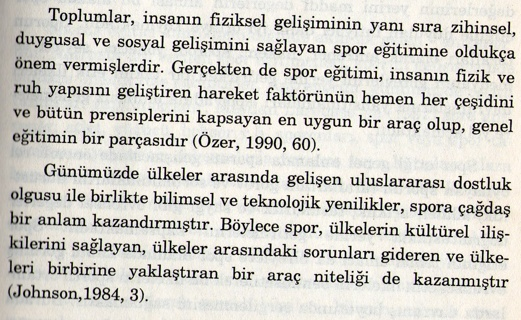 Toplumlar, insanın fiziksel gelişiminin yanı sıra zihinsel,
duygusal ve sosyal gelişimini sağlayan spor eğitimine oldukça
önem vermişlerdir. Gerçekten de spor eğitimi, insanın fizik ve
ruh yapısını geliştiren hareket faktörünün hemen her çeşidini
ve bütün prensiplerini kapsayan en uygun bir araç olup, genel
eğitimin bir parçasıdır (Özer, 1990, 60).
Günümüzde ülkeler arasında gelişen uluslararası dostluk
olgusu ile birlikte bilimsel ve teknolojik yenilikler, spora çağdaş
bir anlam kazandırmıştır. Böylece spor, ülkelerin kültürel iliş-
kilerini sağlayan, ülkeler arasındaki sorunları gideren ve ülke-
leri birbirine yaklaştıran bir araç niteliği de kazanmıştır
(Johnson,1984, 3).